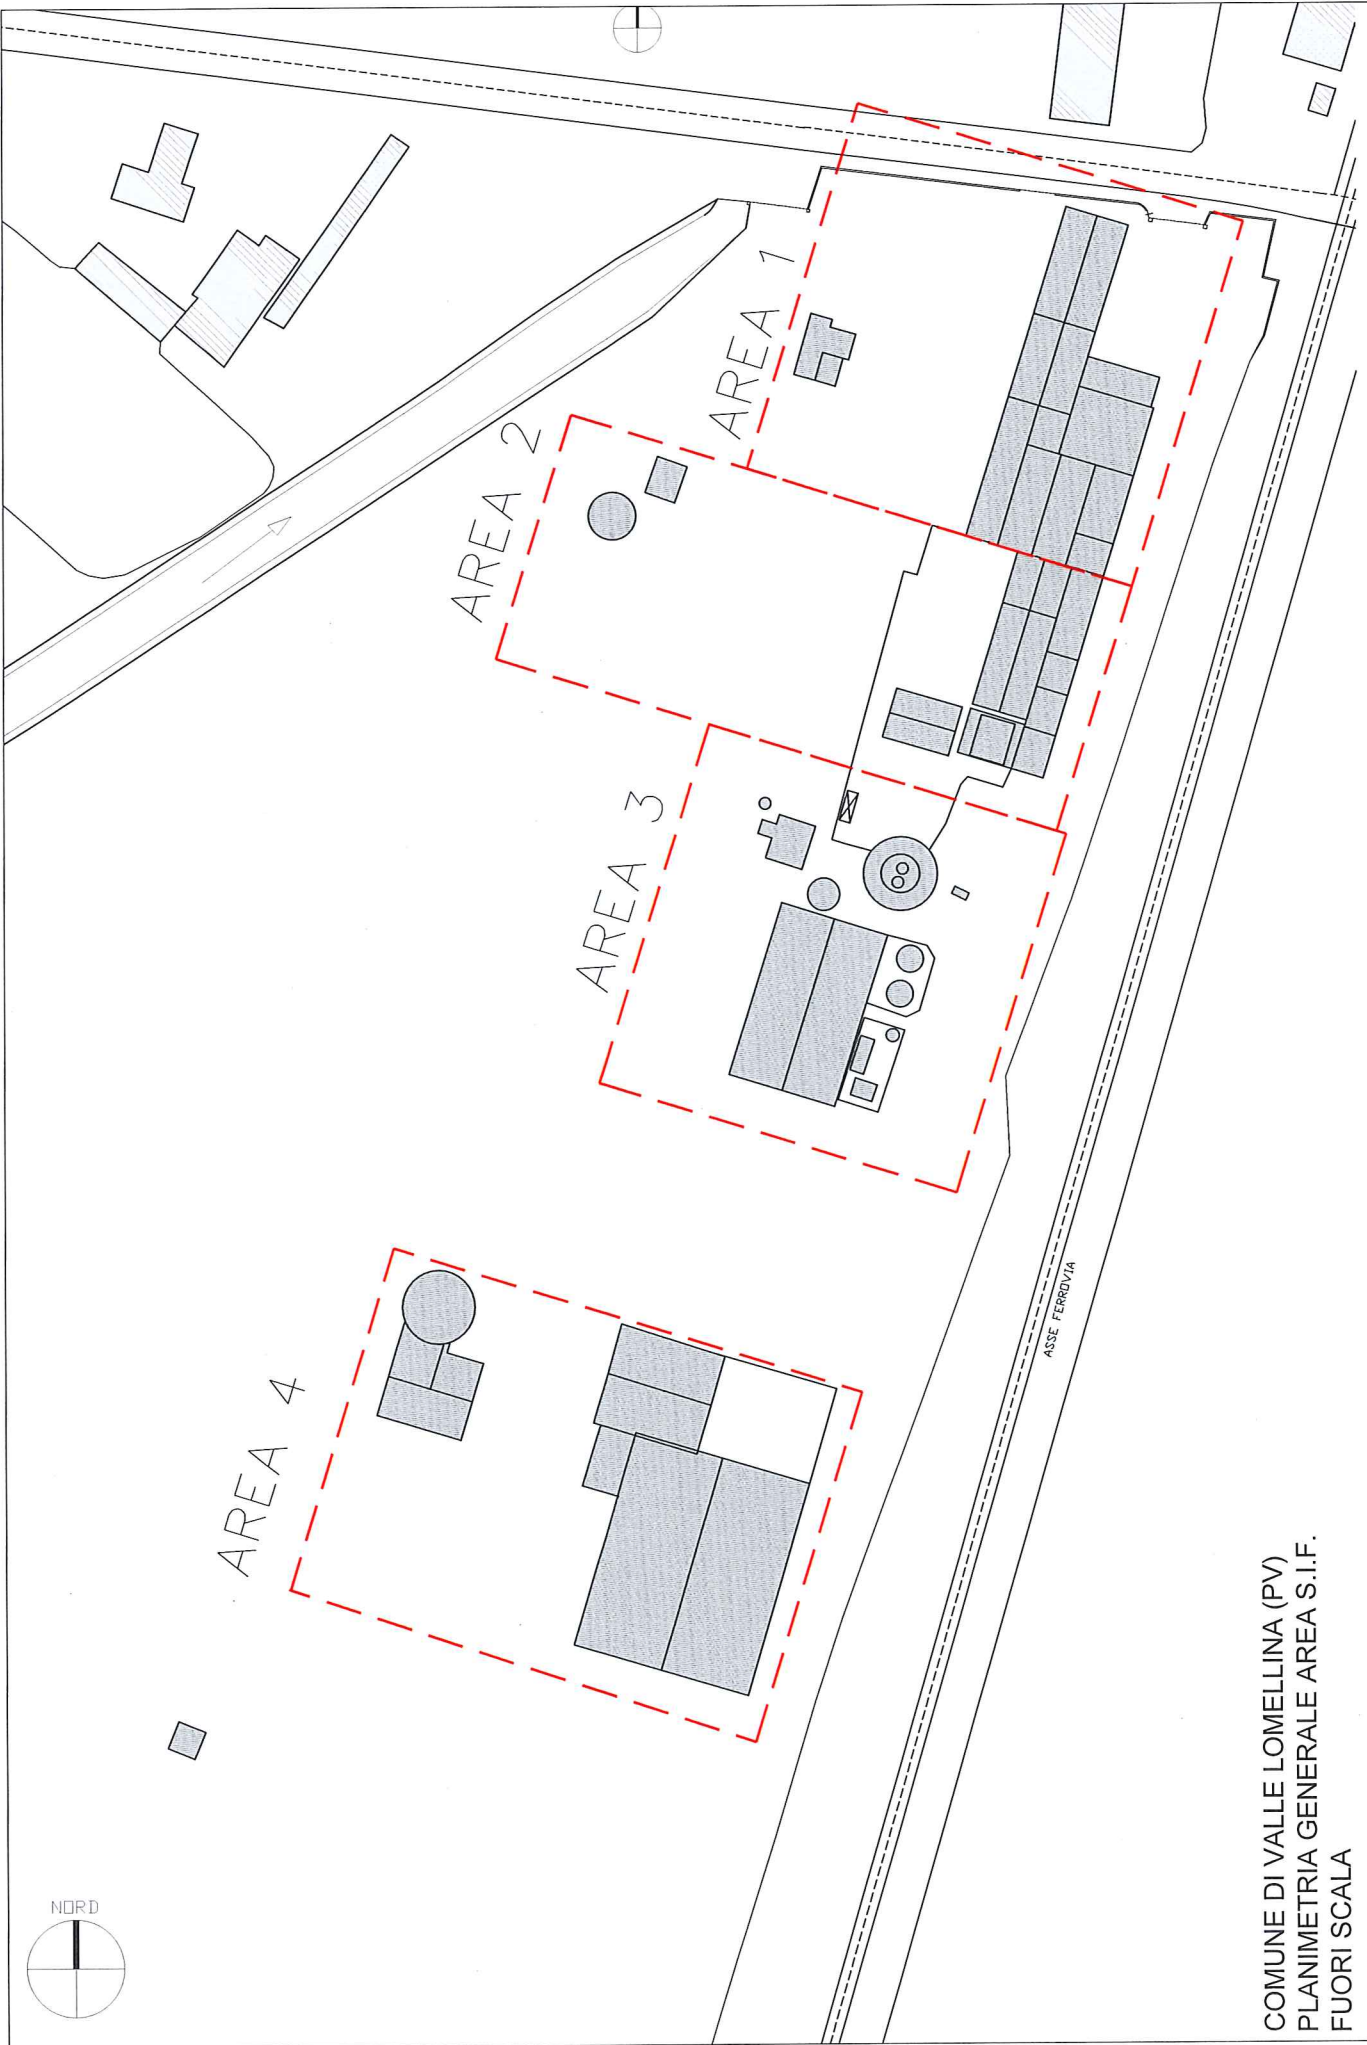 NORD
AREA 4
AREA 3
AREA 2
AREA 1
ASSE FERROVIA
COMUNE DI VALLE LOMELLINA (PV)
PLANIMETRIA GENERALE AREA S.I.F.
FUORI SCALA